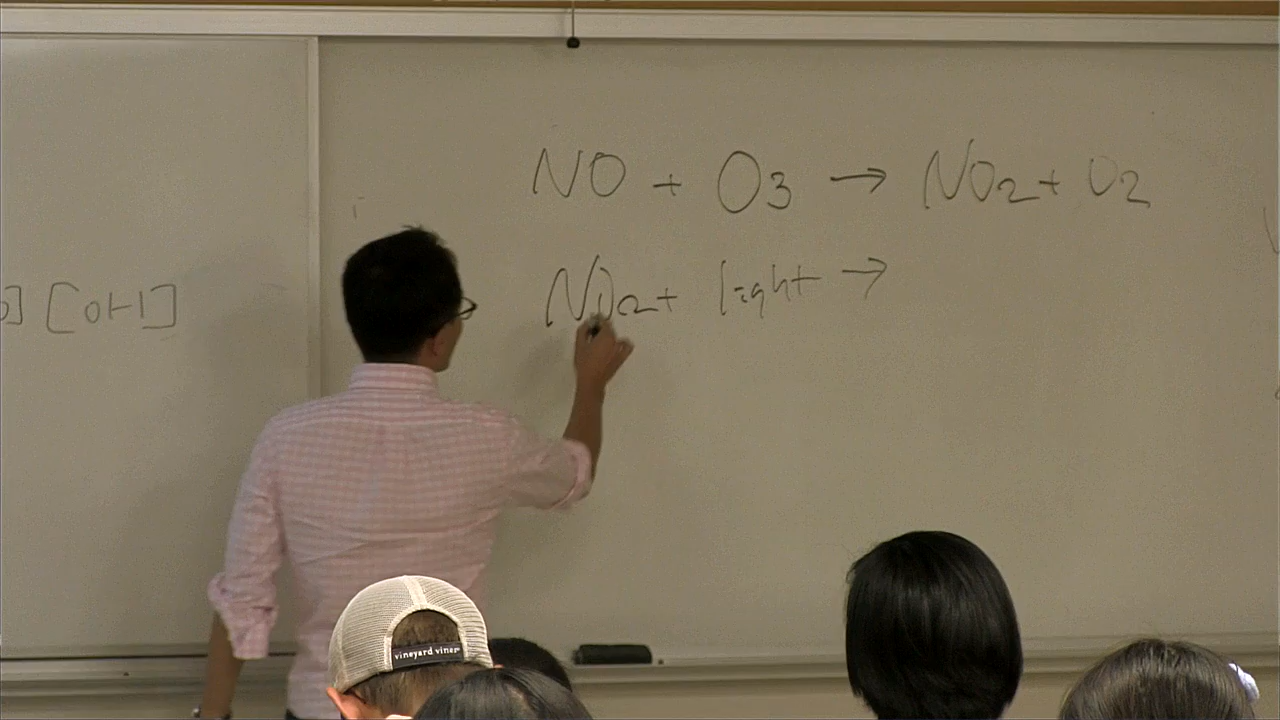 NO + O3 → NO2 + O2
NO2 + light →
] [OH]
vineyard vines